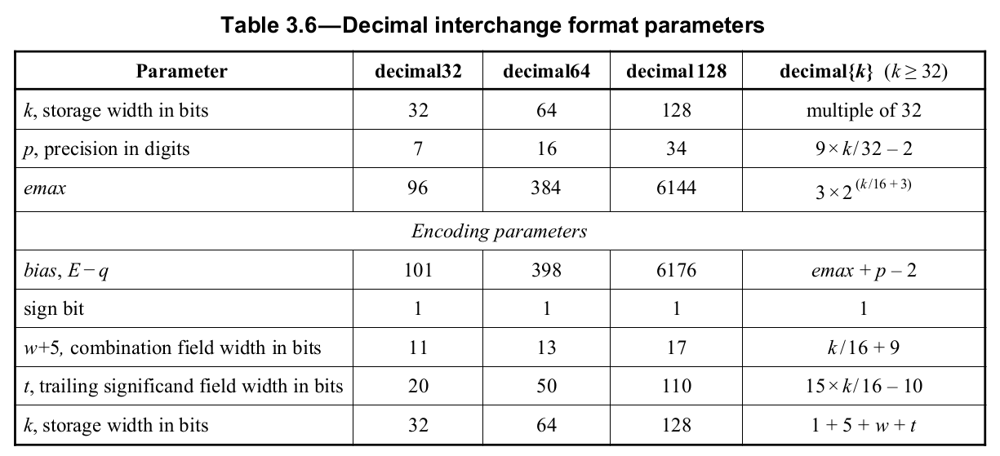 Table 3.6—Decimal interchange format parameters
Parameter decimal32 decimal64 decimal128 decimal{k} (k ≥ 32)
k, storage width in bits 32 64 128 multiple of 32
p, precision in digits 7 16 34 9 × k/32 – 2
emax 96 384 6144 3 × 2^(k/16 + 3)
Encoding parameters
bias, E − q 101 398 6176 emax + p – 2
sign bit 1 1 1 1
w+5, combination field width in bits 11 13 17 k/16 + 9
t, trailing significand field width in bits 20 50 110 15 × k/16 – 10
k, storage width in bits 32 64 128 1 + 5 + w + t